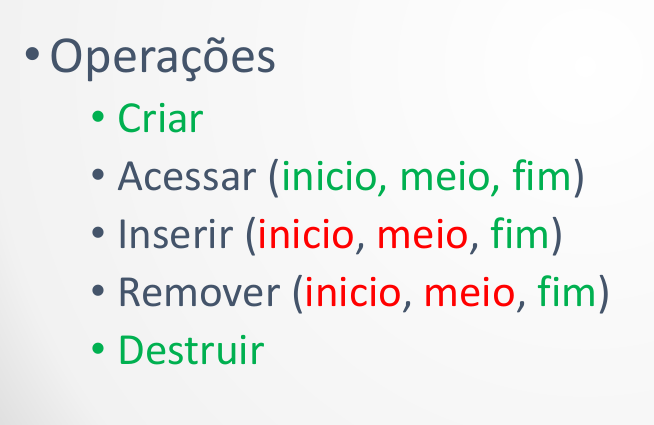 • Operações
• Criar
• Acessar (inicio, meio, fim)
• Inserir (inicio, meio, fim)
• Remover (inicio, meio, fim)
• Destruir